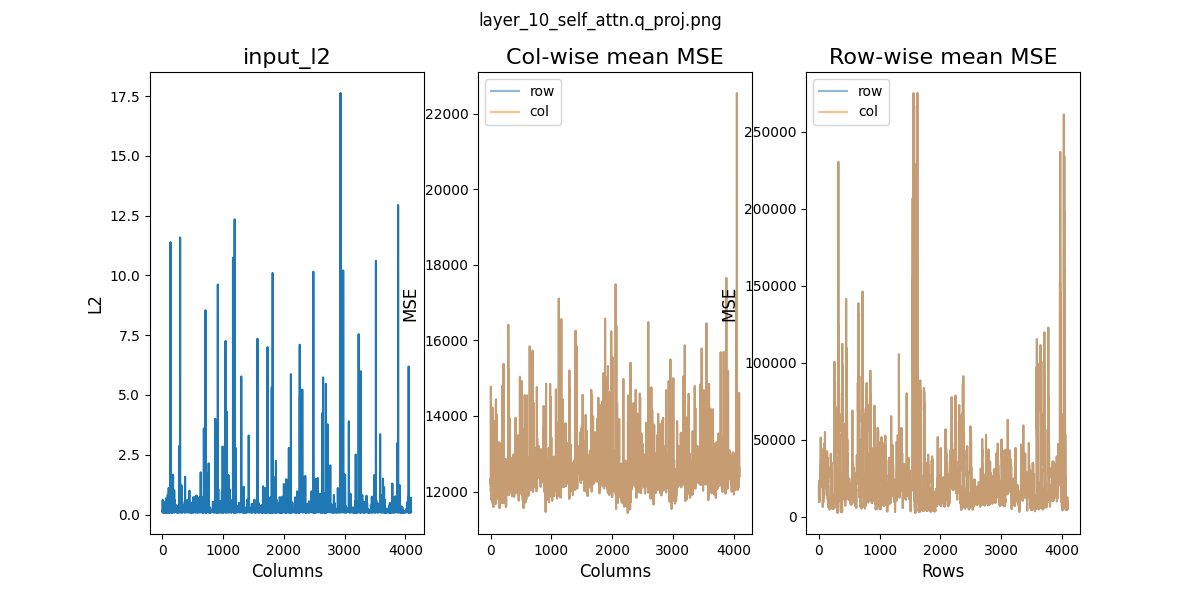 layer_10_self_attn.q_proj.png
input_l2
L2
17.5
15.0
12.5
10.0
7.5
5.0
2.5
0.0
0
1000
2000
3000
4000
Columns
Col-wise mean MSE
row
col
MSE
22000
20000
18000
16000
14000
12000
0
1000
2000
3000
4000
Columns
Row-wise mean MSE
row
col
MSE
250000
200000
150000
100000
50000
0
0
1000
2000
3000
4000
Rows